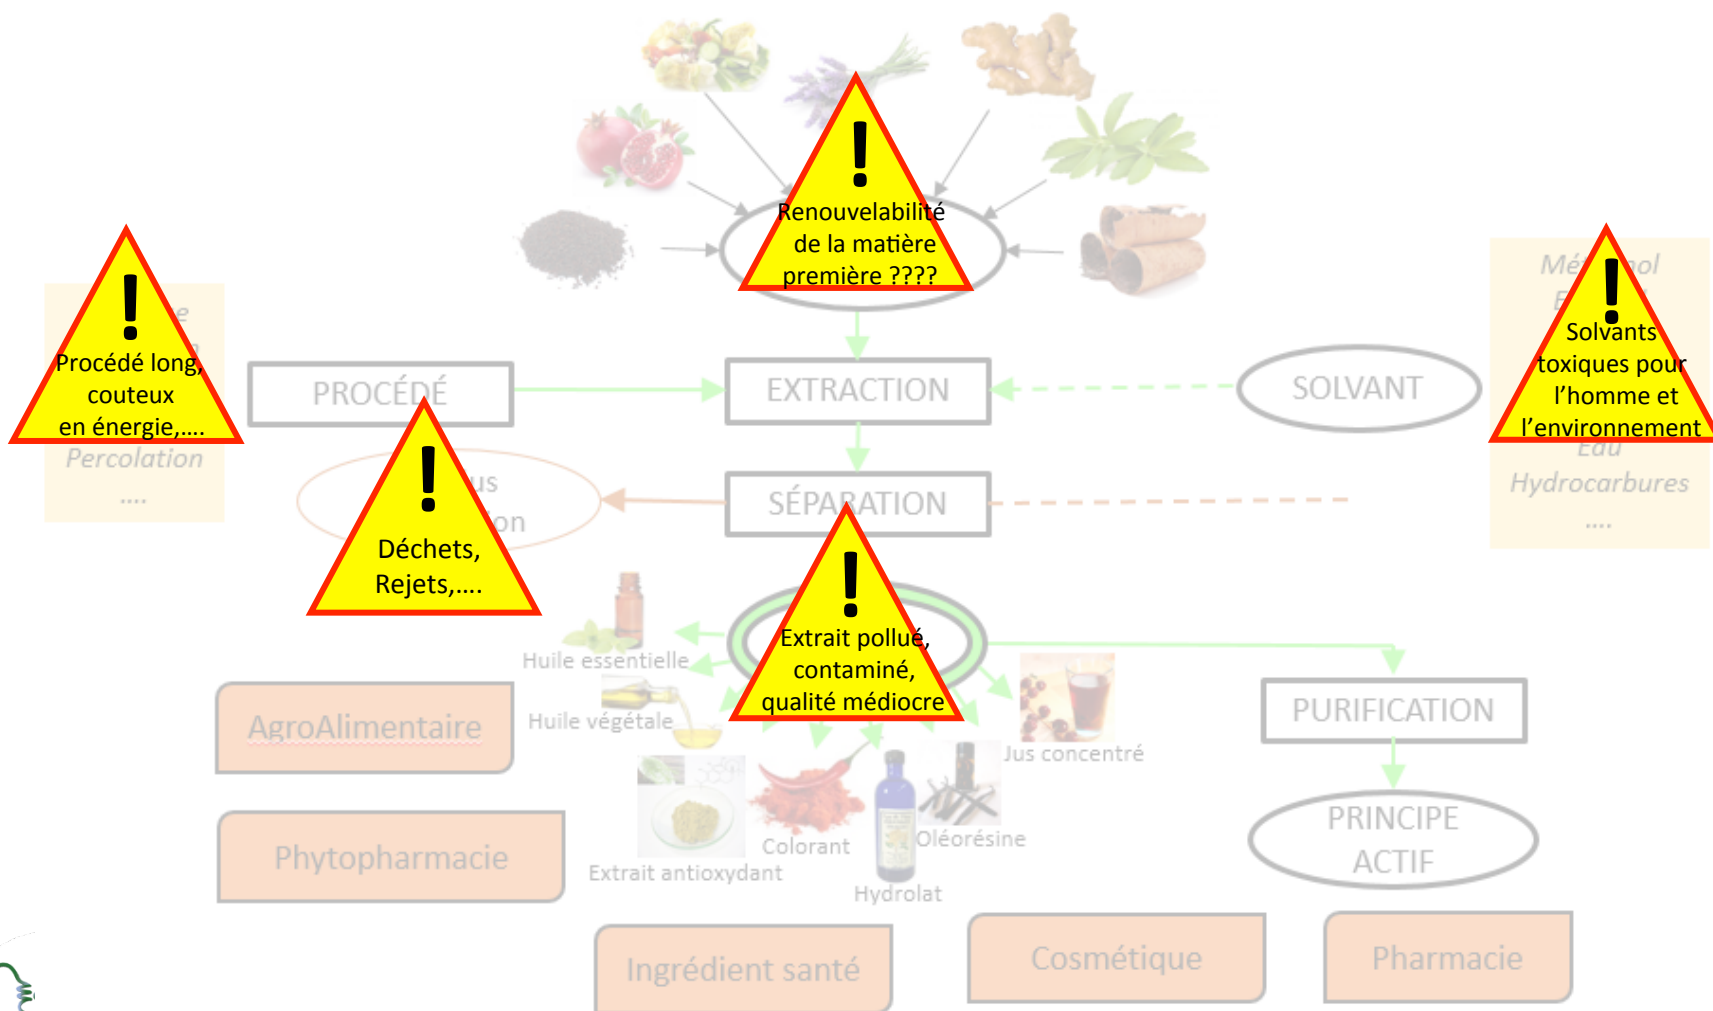 !
Renouvelabilité
de la matière
première ????
!
Procédé long,
couteux
en énergie,....
Percolation
....
PROCÉDÉ
EXTRACTION
SOLVANT
!
Solvants
toxiques pour
l’homme et
l’environnement
Eau
Hydrocarbures
....
!
Déchets,
Rejets,....
SÉPARATION
!
Extrait pollué,
contaminé,
qualité médiocre
Huile essentielle
Huile végétale
Extrait antioxydant
Colorant
Hydrolat
Oléorésine
Jus concentré
PURIFICATION
PRINCIPE
ACTIF
AgroAlimentaire
Phytopharmacie
Ingrédient santé
Cosmétique
Pharmacie